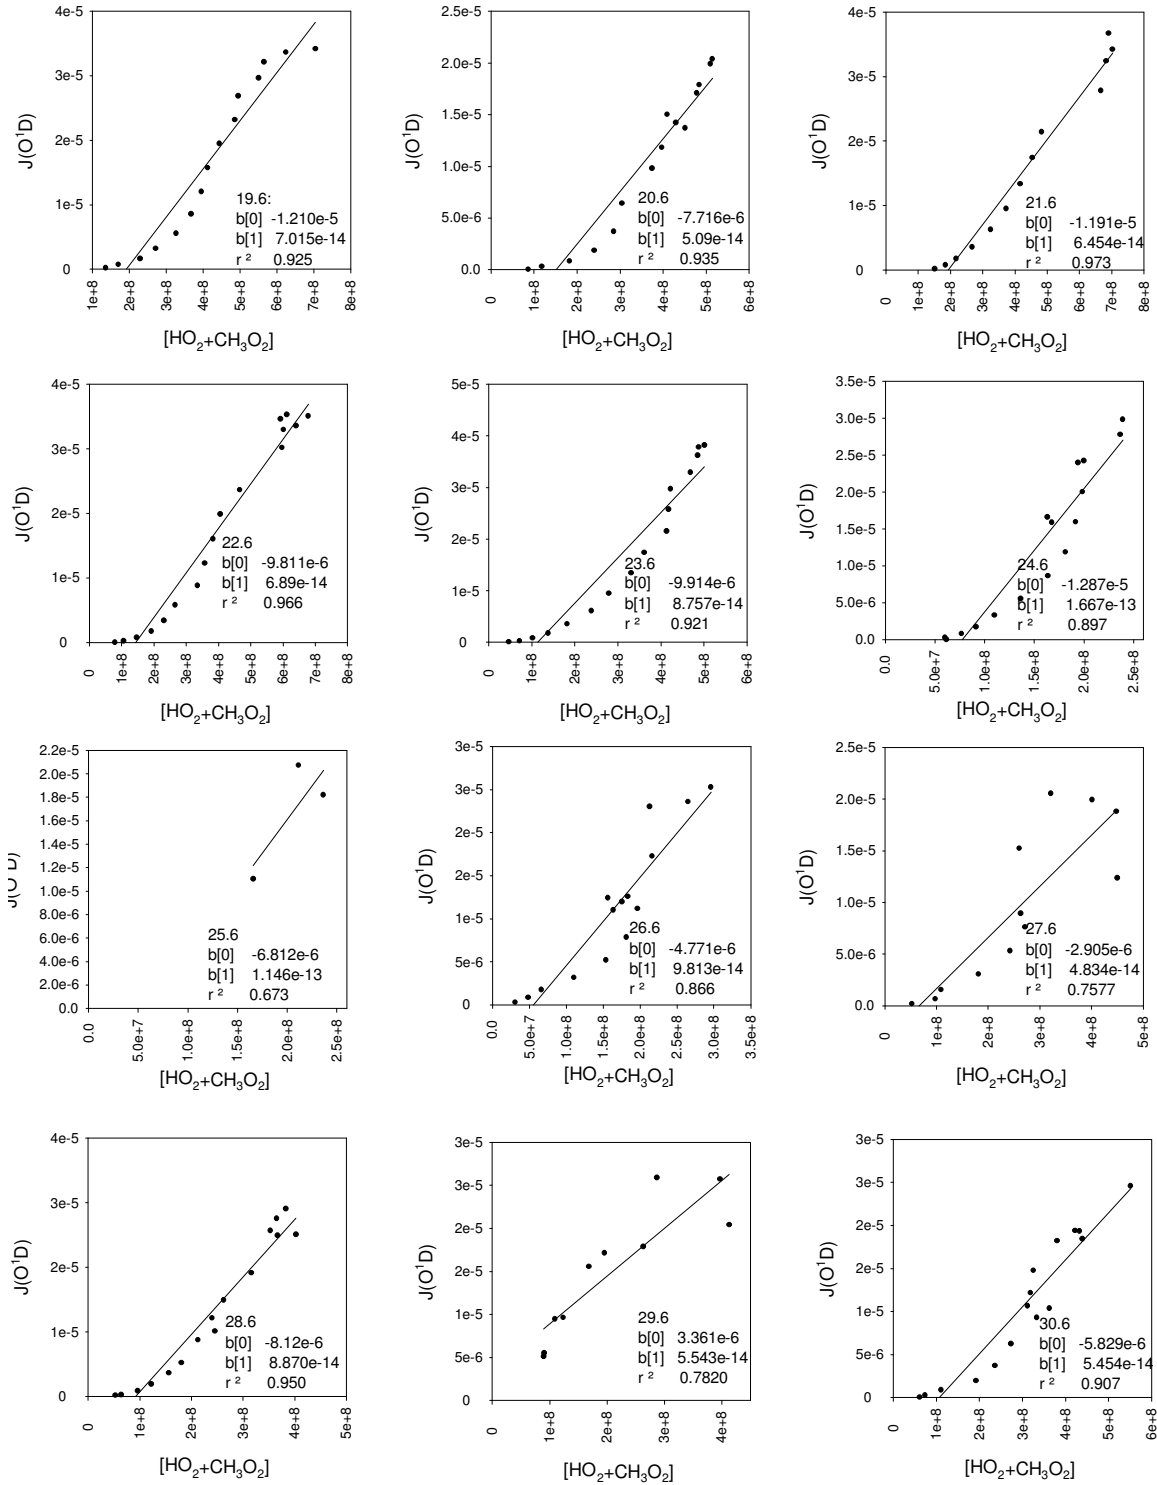 4e-5
3e-5
2e-5
1e-5
0
J(O¹D)
19.6:
b[0] -1.210e-5
b[1] 7.015e-14
r ² 0.925
1e+8 2e+8 3e+8 4e+8 5e+8 6e+8 7e+8 8e+8
[HO₂+CH₃O₂]
2.5e-5
2.0e-5
1.5e-5
1.0e-5
5.0e-6
0.0
J(O¹D)
20.6
b[0] -7.716e-6
b[1] 5.09e-14
r ² 0.935
0 1e+8 2e+8 3e+8 4e+8 5e+8 6e+8
[HO₂+CH₃O₂]
4e-5
3e-5
2e-5
1e-5
0
J(O¹D)
21.6
b[0] -1.191e-5
b[1] 6.454e-14
r ² 0.973
0 1e+8 2e+8 3e+8 4e+8 5e+8 6e+8 7e+8 8e+8
[HO₂+CH₃O₂]
4e-5
3e-5
2e-5
1e-5
0
J(O¹D)
22.6
b[0] -9.811e-6
b[1] 6.89e-14
r ² 0.966
0 1e+8 2e+8 3e+8 4e+8 5e+8 6e+8 7e+8 8e+8
[HO₂+CH₃O₂]
5e-5
4e-5
3e-5
2e-5
1e-5
0
J(O¹D)
23.6
b[0] -9.914e-6
b[1] 8.757e-14
r ² 0.921
0 1e+8 2e+8 3e+8 4e+8 5e+8 6e+8
[HO₂+CH₃O₂]
3.5e-5
3.0e-5
2.5e-5
2.0e-5
1.5e-5
1.0e-5
5.0e-6
0.0
J(O¹D)
24.6
b[0] -1.287e-5
b[1] 1.667e-13
r ² 0.897
0.0 5.0e+7 1.0e+8 1.5e+8 2.0e+8 2.5e+8
[HO₂+CH₃O₂]
2.2e-5
2.0e-5
1.8e-5
1.6e-5
1.4e-5
1.2e-5
1.0e-5
8.0e-6
6.0e-6
4.0e-6
2.0e-6
0.0
J(O¹D)
25.6
b[0] -6.812e-6
b[1] 1.146e-13
r ² 0.673
0.0 5.0e+7 1.0e+8 1.5e+8 2.0e+8 2.5e+8
[HO₂+CH₃O₂]
3e-5
2e-5
2e-5
1e-5
5e-6
0
J(O¹D)
26.6
b[0] -4.771e-6
b[1] 9.813e-14
r ² 0.866
0.0 5.0e+7 1.0e+8 1.5e+8 2.0e+8 2.5e+8 3.0e+8 3.5e+8
[HO₂+CH₃O₂]
2.5e-5
2.0e-5
1.5e-5
1.0e-5
5.0e-6
0.0
J(O¹D)
27.6
b[0] -2.905e-6
b[1] 4.834e-14
r ² 0.7577
0 1e+8 2e+8 3e+8 4e+8 5e+8
[HO₂+CH₃O₂]
4e-5
3e-5
2e-5
1e-5
0
J(O¹D)
28.6
b[0] -8.12e-6
b[1] 8.870e-14
r ² 0.950
0 1e+8 2e+8 3e+8 4e+8 5e+8
[HO₂+CH₃O₂]
3e-5
3e-5
2e-5
2e-5
1e-5
5e-6
0
J(O¹D)
29.6
b[0] 3.361e-6
b[1] 5.543e-14
r ² 0.7820
0 1e+8 2e+8 3e+8 4e+8
[HO₂+CH₃O₂]
3e-5
3e-5
2e-5
2e-5
1e-5
5e-6
0
J(O¹D)
30.6
b[0] -5.829e-6
b[1] 5.454e-14
r ² 0.907
0 1e+8 2e+8 3e+8 4e+8 5e+8 6e+8
[HO₂+CH₃O₂]